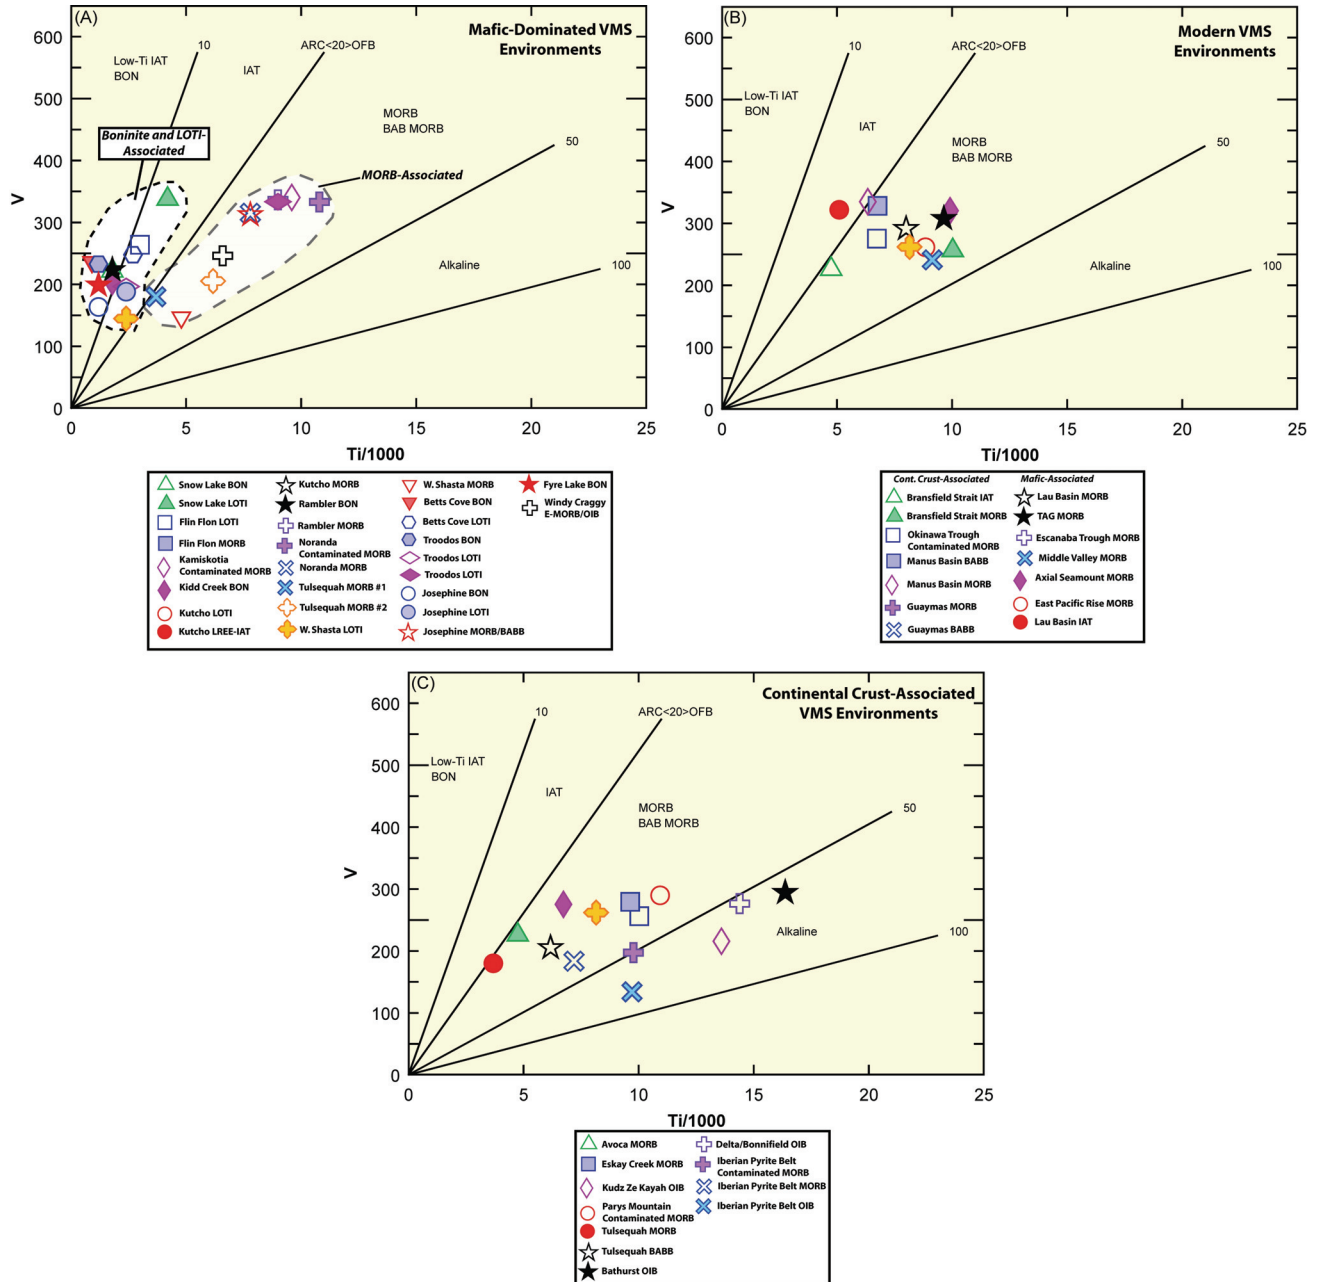 (A)
Mafic-Dominated VMS
Environments
600
500
400
300
200
100
0
V
10
ARC<20>OFB
Low-Ti IAT
BON
IAT
MORB
BAB MORB
50
Boninite and LOTI-
Associated
MORB-Associated
Alkaline
100
0
5
10
15
20
25
Ti/1000
Snow Lake BON
Snow Lake LOTI
Flin Flon LOTI
Flin Flon MORB
Kamiskotia
Contaminated MORB
Kidd Creek BON
Kutcho LOTI
Kutcho LREE-IAT
Kutcho MORB
Rambler BON
Rambler MORB
Noranda
Contaminated MORB
Noranda MORB
Tulsequah MORB #1
Tulsequah MORB #2
W. Shasta LOTI
W. Shasta MORB
Betts Cove BON
Betts Cove LOTI
Troodos BON
Troodos LOTI
Troodos LOTI
Josephine BON
Josephine LOTI
Josephine MORB/BABB
Fyre Lake BON
Windy Craggy
E-MORB/OIB
(B)
Modern VMS
Environments
600
500
400
300
200
100
0
V
10
ARC<20>OFB
Low-Ti IAT
BON
IAT
MORB
BAB MORB
50
Alkaline
100
0
5
10
15
20
25
Ti/1000
Cont. Crust-Associated
Bransfield Strait IAT
Bransfield Strait MORB
Okinawa Trough
Contaminated MORB
Manus Basin BABB
Manus Basin MORB
Guaymas MORB
Guaymas BABB
Mafic-Associated
Lau Basin MORB
TAG MORB
Escanaba Trough MORB
Middle Valley MORB
Axial Seamount MORB
East Pacific Rise MORB
Lau Basin IAT
(C)
Continental Crust-Associated
VMS Environments
600
500
400
300
200
100
0
V
10
ARC<20>OFB
Low-Ti IAT
BON
IAT
MORB
BAB MORB
50
Alkaline
100
0
5
10
15
20
25
Ti/1000
Avoca MORB
Eskay Creek MORB
Kudz Ze Kayah OIB
Parys Mountain
Contaminated MORB
Tulsequah MORB
Tulsequah BABB
Bathurst OIB
Delta/Bonnifield OIB
Iberian Pyrite Belt
Contaminated MORB
Iberian Pyrite Belt MORB
Iberian Pyrite Belt OIB